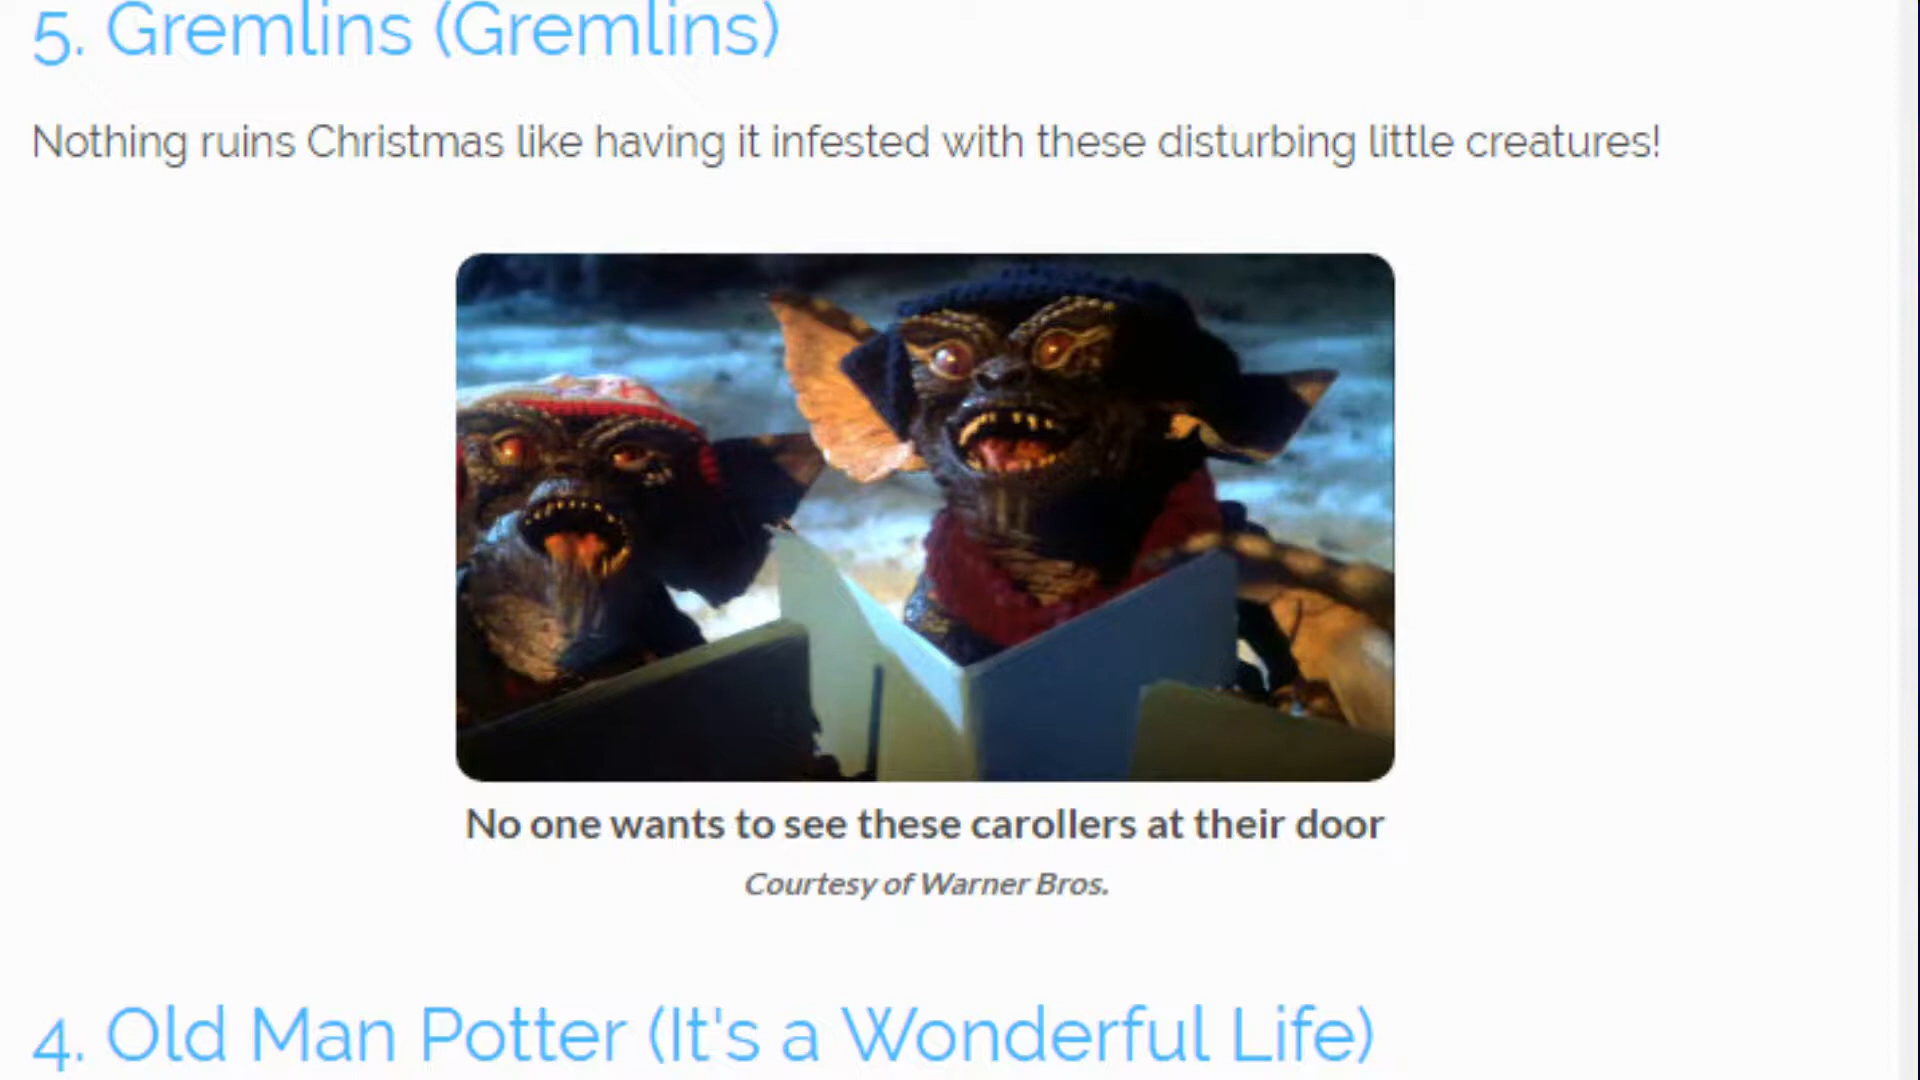 5. Gremlins (Gremlins)
Nothing ruins Christmas like having it infested with these disturbing little creatures!
No one wants to see these carollers at their door
Courtesy of Warner Bros.
4. Old Man Potter (It's a Wonderful Life)